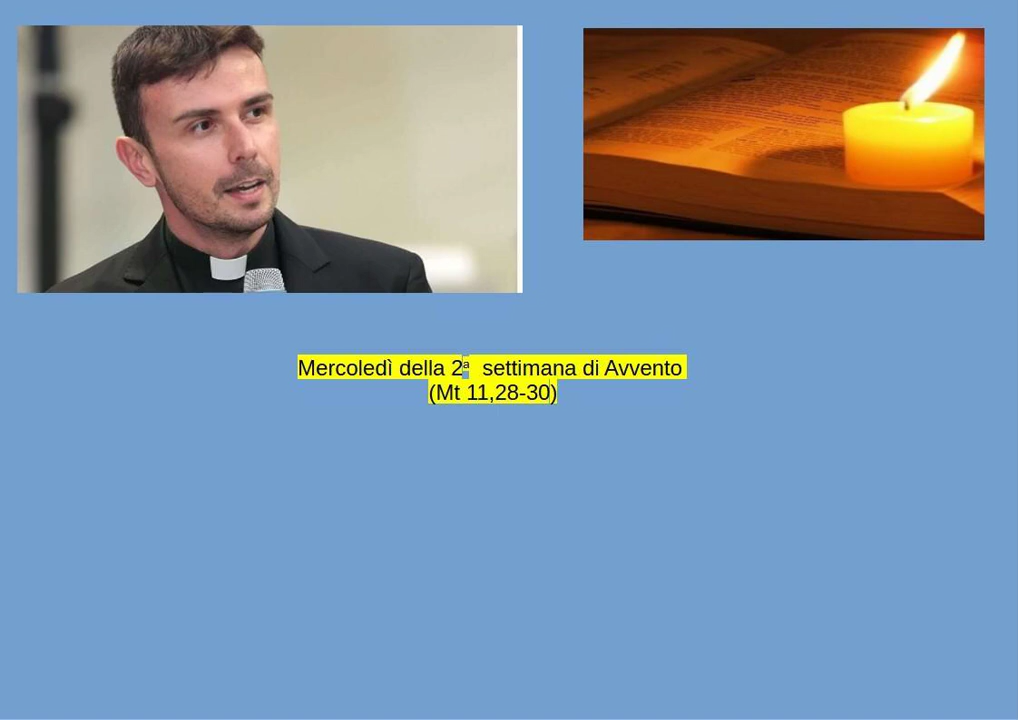 Mercoledì della 2ª settimana di Avvento
(Mt 11,28-30)